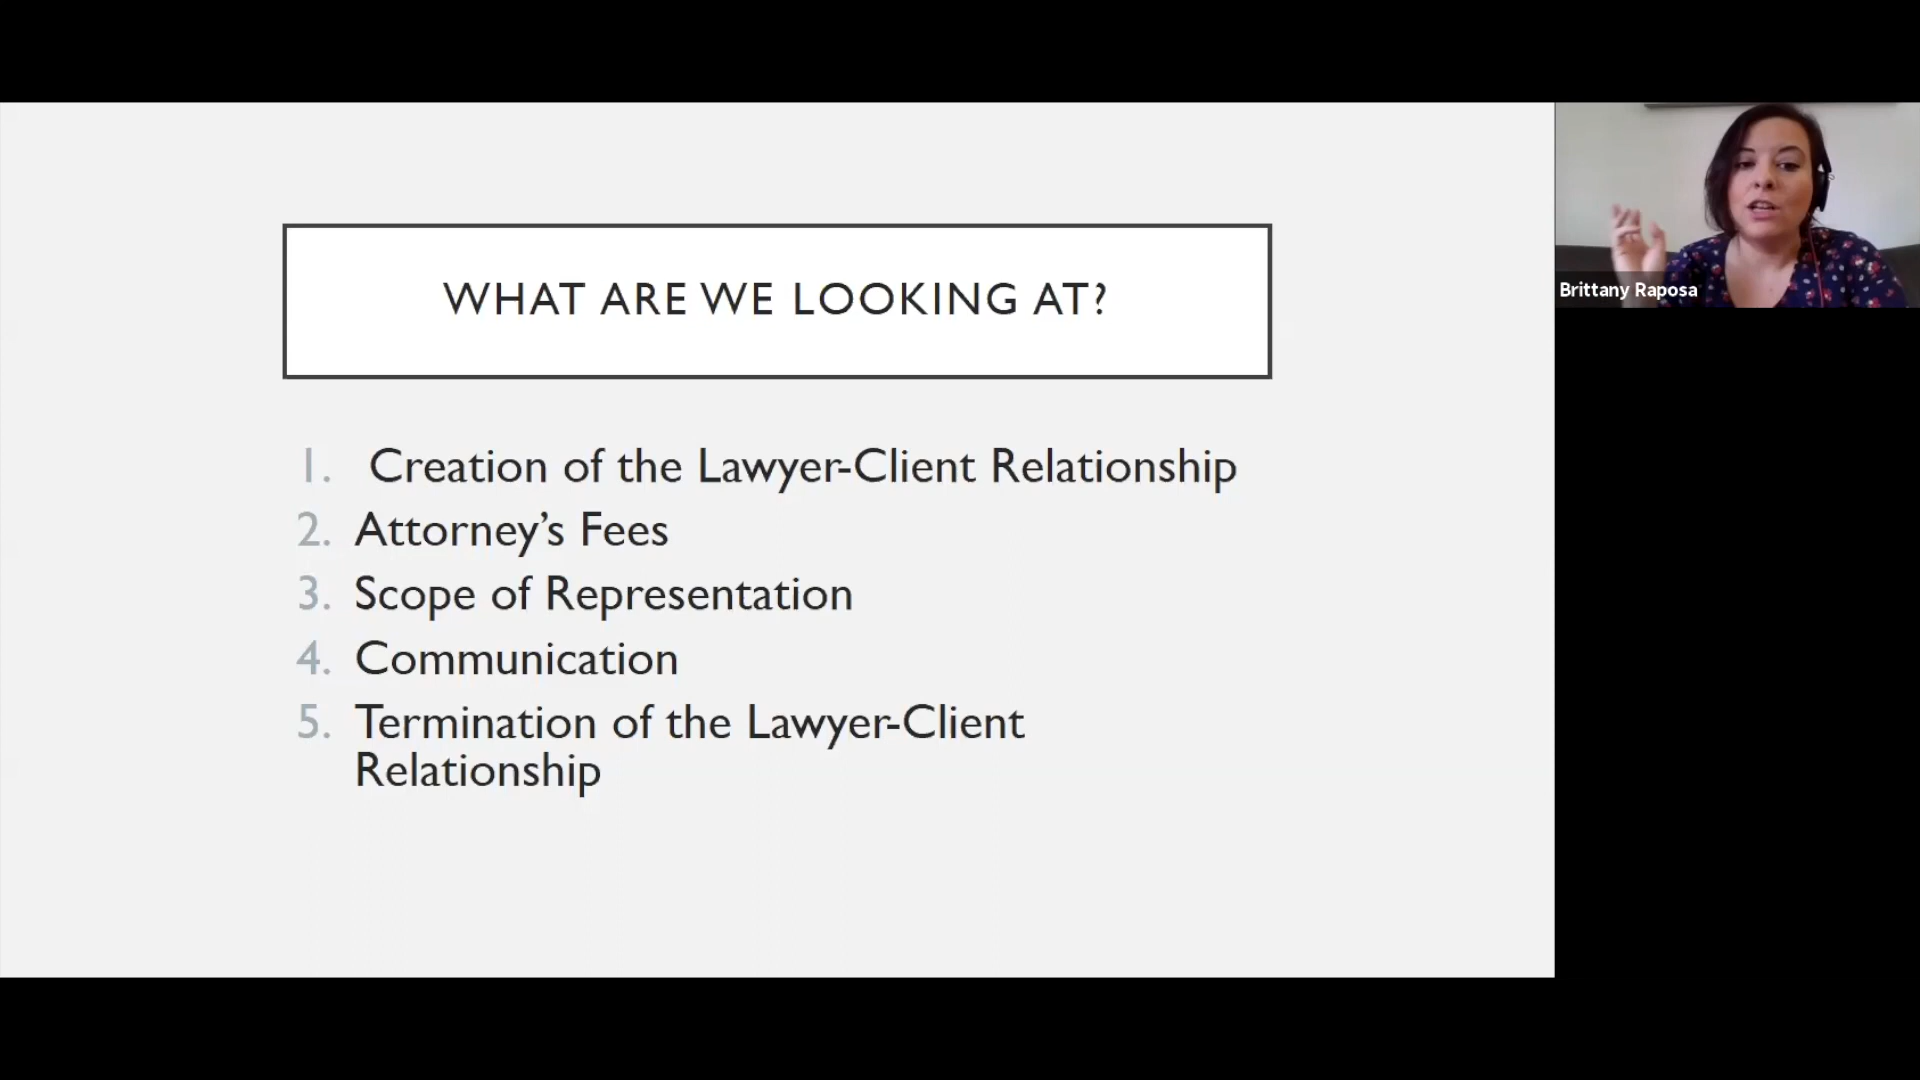 WHAT ARE WE LOOKING AT?
1. Creation of the Lawyer-Client Relationship
2. Attorney’s Fees
3. Scope of Representation
4. Communication
5. Termination of the Lawyer-Client
Relationship
Brittany Raposa